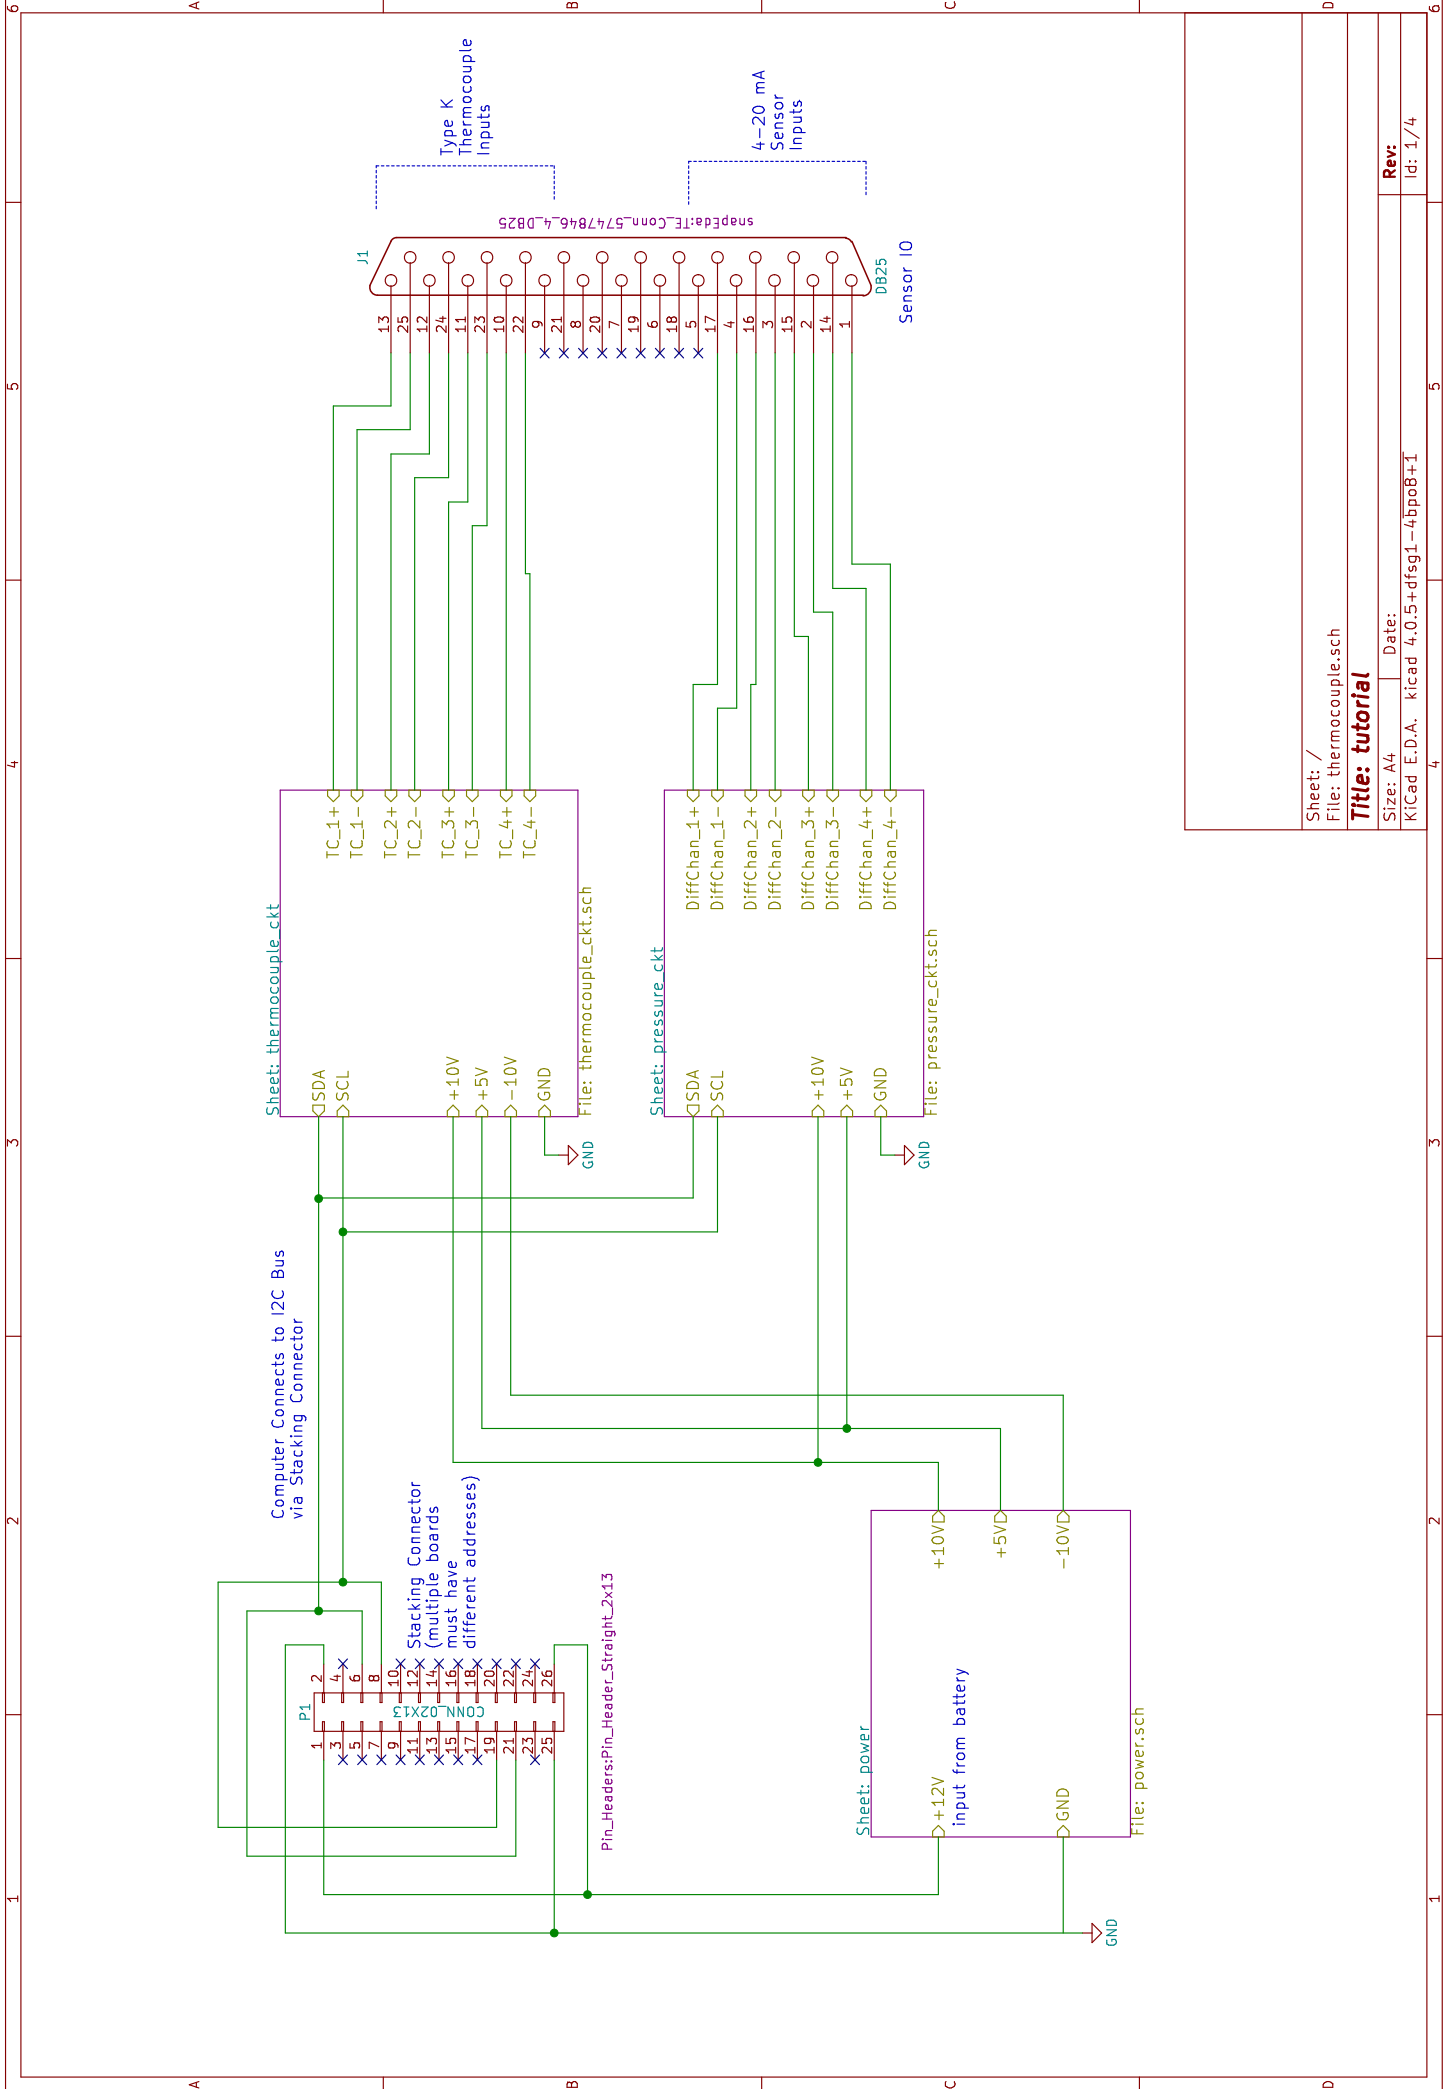 Computer Connects to I2C Bus
via Stacking Connector
Stacking Connector
(multiple boards
must have
different addresses)
P1
CONN_02X13
Pin_Headers:Pin_Header_Straight_2x13
1
3
5
7
9
11
13
15
17
19
21
23
25
2
4
6
8
10
12
14
16
18
20
22
24
26
Sheet: thermocouple_ckt
SDA
SCL
+10V
+5V
-10V
GND
TC_1+
TC_1-
TC_2+
TC_2-
TC_3+
TC_3-
TC_4+
TC_4-
File: thermocouple_ckt.sch
GND
Sheet: pressure_ckt
SDA
SCL
+10V
+5V
GND
DiffChan_1+
DiffChan_1-
DiffChan_2+
DiffChan_2-
DiffChan_3+
DiffChan_3-
DiffChan_4+
DiffChan_4-
File: pressure_ckt.sch
GND
Sheet: power
+12V
input from battery
GND
+10V
+5V
-10V
File: power.sch
GND
J1
13
25
12
24
11
23
10
22
9
21
8
20
7
19
6
18
5
17
4
16
3
15
2
14
1
DB25
snapEda:TE_Conn_5747846_4_DB25
Sensor IO
Type K
Thermocouple
Inputs
4-20 mA
Sensor
Inputs
Sheet: /
File: thermocouple.sch
Title: tutorial
Size: A4
Date:
Rev:
KiCad E.D.A.  kicad 4.0.5+dfsg1-4bpo8+1
Id: 1/4
1
2
3
4
5
6
1
2
3
4
5
6
A
B
C
D
A
B
C
D